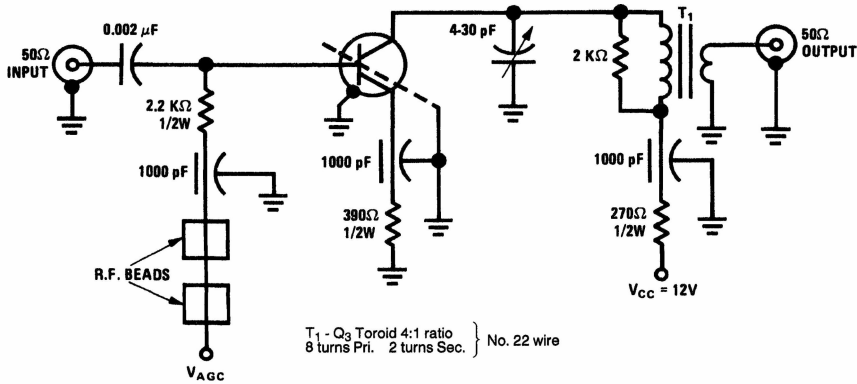 50Ω
INPUT
0.002 μF
4-30 pF
2 KΩ
T1
50Ω
OUTPUT
2.2 KΩ
1/2W
1000 pF
1000 pF
1000 pF
390Ω
1/2W
270Ω
1/2W
R.F. BEADS
VCC = 12V
T1 - Q3 Toroid 4:1 ratio
8 turns Pri. 2 turns Sec.
No. 22 wire
VAGC